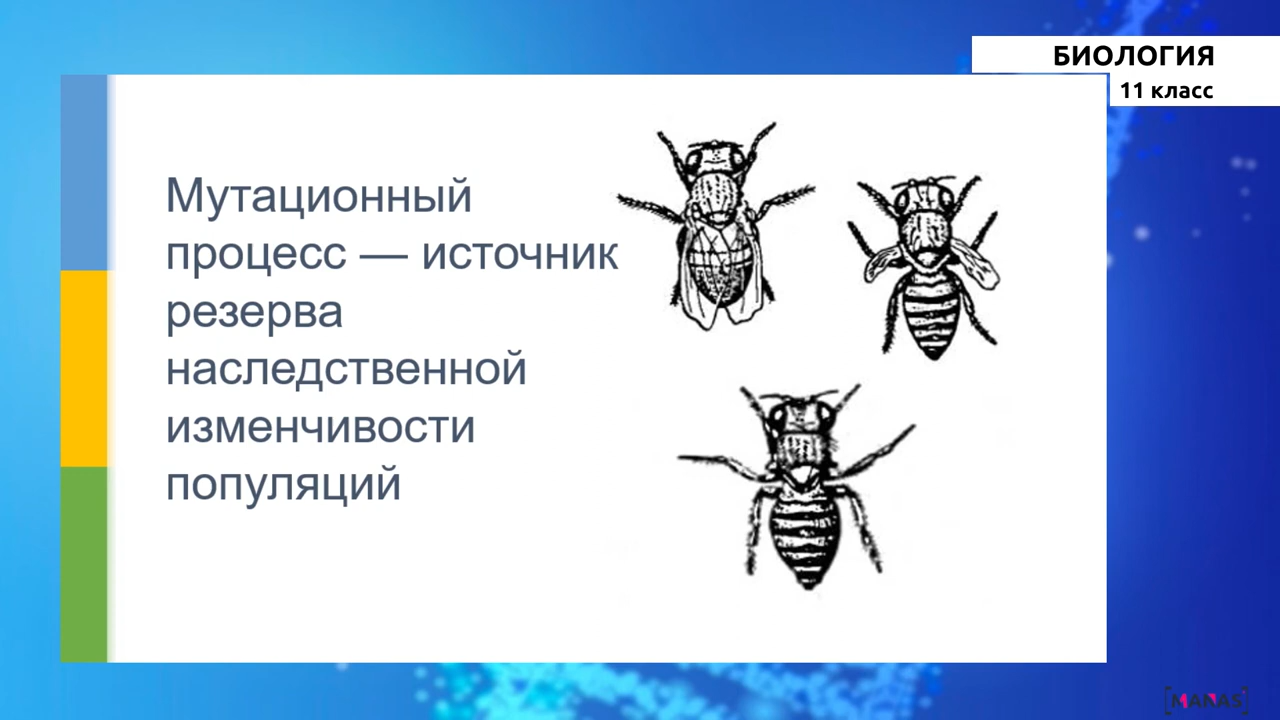 БИОЛОГИЯ
11 класс
Мутационный
процесс — источник
резерва
наследственной
изменчивости
популяций
[MANAS]